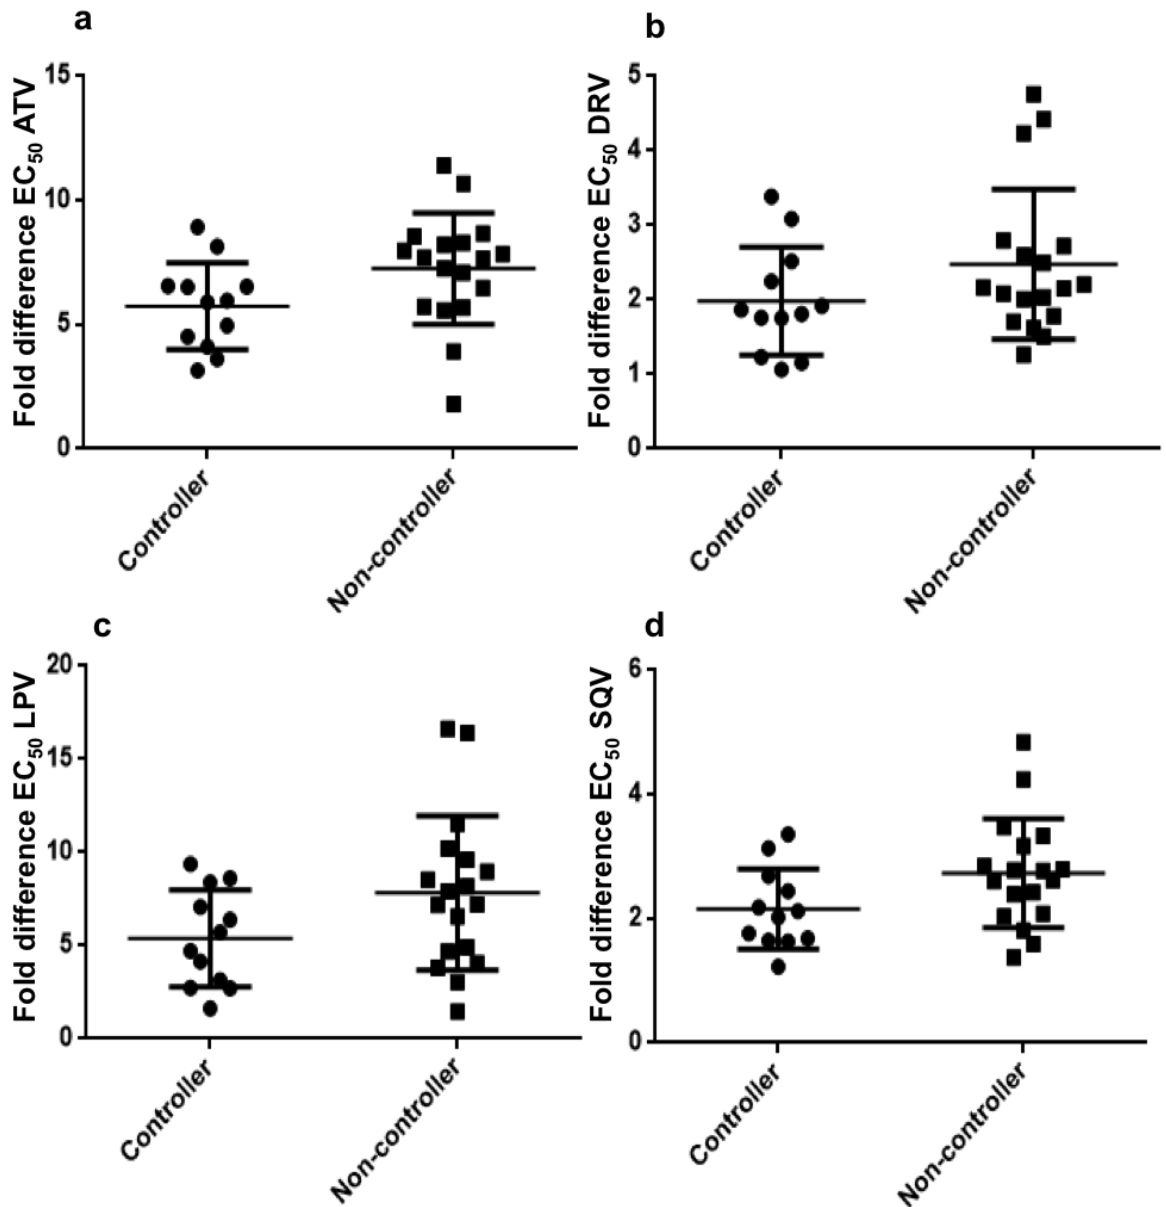 a
Fold difference EC50 ATV
15
10
5
0
Controller
Non-controller
b
Fold difference EC50 DRV
5
4
3
2
1
0
Controller
Non-controller
c
Fold difference EC50 LPV
20
15
10
5
0
Controller
Non-controller
d
Fold difference EC50 SQV
6
4
2
0
Controller
Non-controller